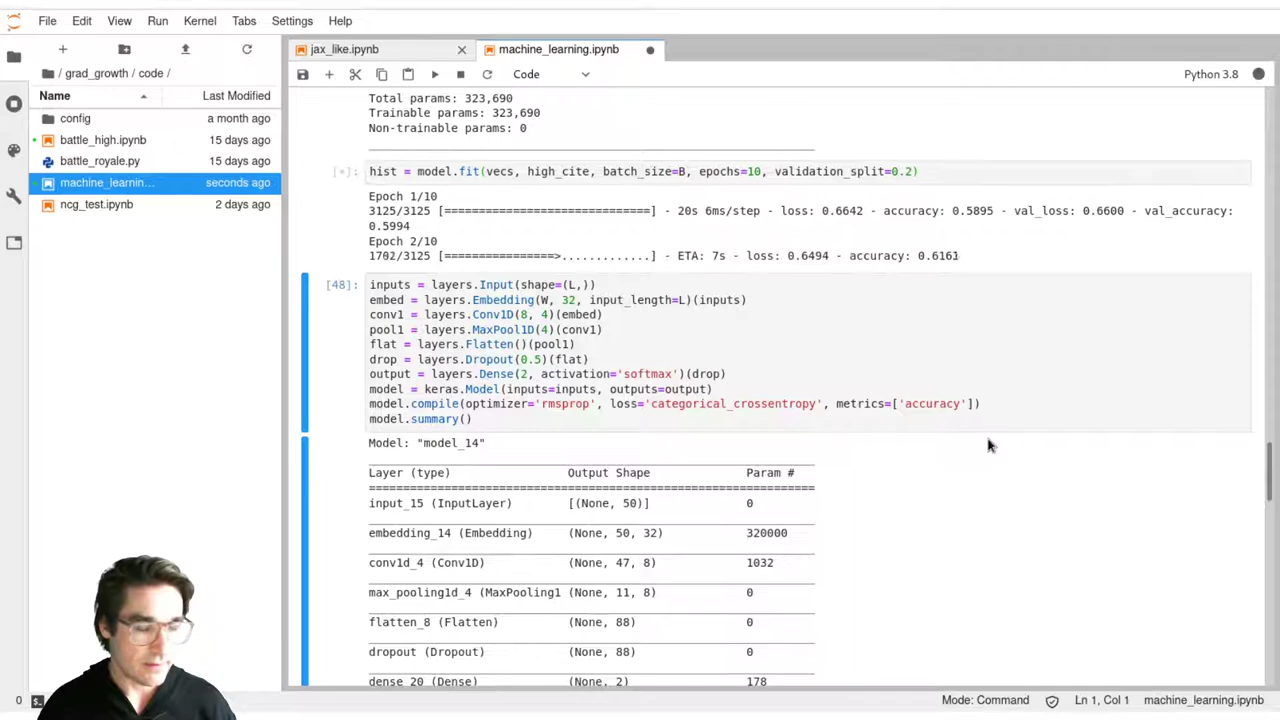 File Edit View Run Kernel Tabs Settings Help
jax_like.ipynb machine_learning.ipynb
/ grad_growth / code /
Code
Python 3.8
Name Last Modified
config a month ago
battle_high.ipynb 15 days ago
battle_royale.py 15 days ago
machine_learnin... seconds ago
ncg_test.ipynb 2 days ago
Total params: 323,690
Trainable params: 323,690
Non-trainable params: 0
[*]: hist = model.fit(vecs, high_cite, batch_size=B, epochs=10, validation_split=0.2)
Epoch 1/10
3125/3125 [==============================] - 20s 6ms/step - loss: 0.6642 - accuracy: 0.5895 - val_loss: 0.6600 - val_accuracy:
0.5994
Epoch 2/10
1702/3125 [================>.............] - ETA: 7s - loss: 0.6494 - accuracy: 0.6161
[48]: inputs = layers.Input(shape=(L,))
embed = layers.Embedding(W, 32, input_length=L)(inputs)
conv1 = layers.Conv1D(8, 4)(embed)
pool1 = layers.MaxPool1D(4)(conv1)
flat = layers.Flatten()(pool1)
drop = layers.Dropout(0.5)(flat)
output = layers.Dense(2, activation='softmax')(drop)
model = keras.Model(inputs=inputs, outputs=output)
model.compile(optimizer='rmsprop', loss='categorical_crossentropy', metrics=['accuracy'])
model.summary()
Model: "model_14"
Layer (type) Output Shape Param #
input_15 (InputLayer) [(None, 50)] 0
embedding_14 (Embedding) (None, 50, 32) 320000
conv1d_4 (Conv1D) (None, 47, 8) 1032
max_pooling1d_4 (MaxPooling1 (None, 11, 8) 0
flatten_8 (Flatten) (None, 88) 0
dropout (Dropout) (None, 88) 0
dense_20 (Dense) (None, 2) 178
0 $_ Mode: Command Ln 1, Col 1 machine_learning.ipynb